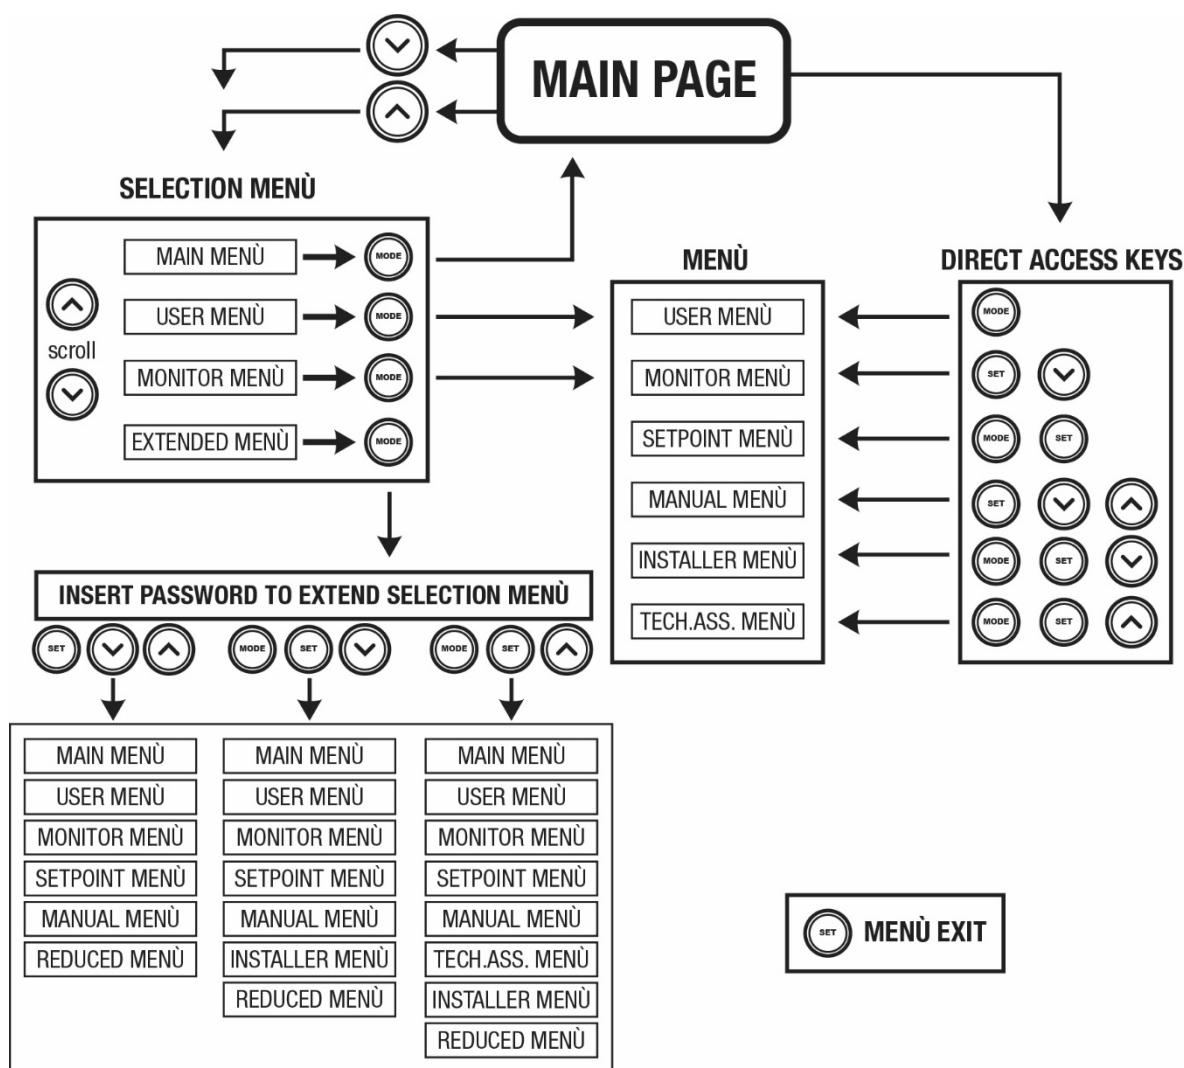 MAIN PAGE
SELECTION MENÙ
MAIN MENÙ MODE
USER MENÙ MODE
scroll
MONITOR MENÙ MODE
EXTENDED MENÙ MODE
MENÙ
USER MENÙ
MONITOR MENÙ
SETPOINT MENÙ
MANUAL MENÙ
INSTALLER MENÙ
TECH.ASS. MENÙ
DIRECT ACCESS KEYS
MODE
SET
MODE SET
SET
MODE SET
MODE SET
INSERT PASSWORD TO EXTEND SELECTION MENÙ
SET
MODE SET
MODE SET
MAIN MENÙ
USER MENÙ
MONITOR MENÙ
SETPOINT MENÙ
MANUAL MENÙ
REDUCED MENÙ
MAIN MENÙ
USER MENÙ
MONITOR MENÙ
SETPOINT MENÙ
MANUAL MENÙ
INSTALLER MENÙ
REDUCED MENÙ
MAIN MENÙ
USER MENÙ
MONITOR MENÙ
SETPOINT MENÙ
MANUAL MENÙ
TECH.ASS. MENÙ
INSTALLER MENÙ
REDUCED MENÙ
SET MENÙ EXIT